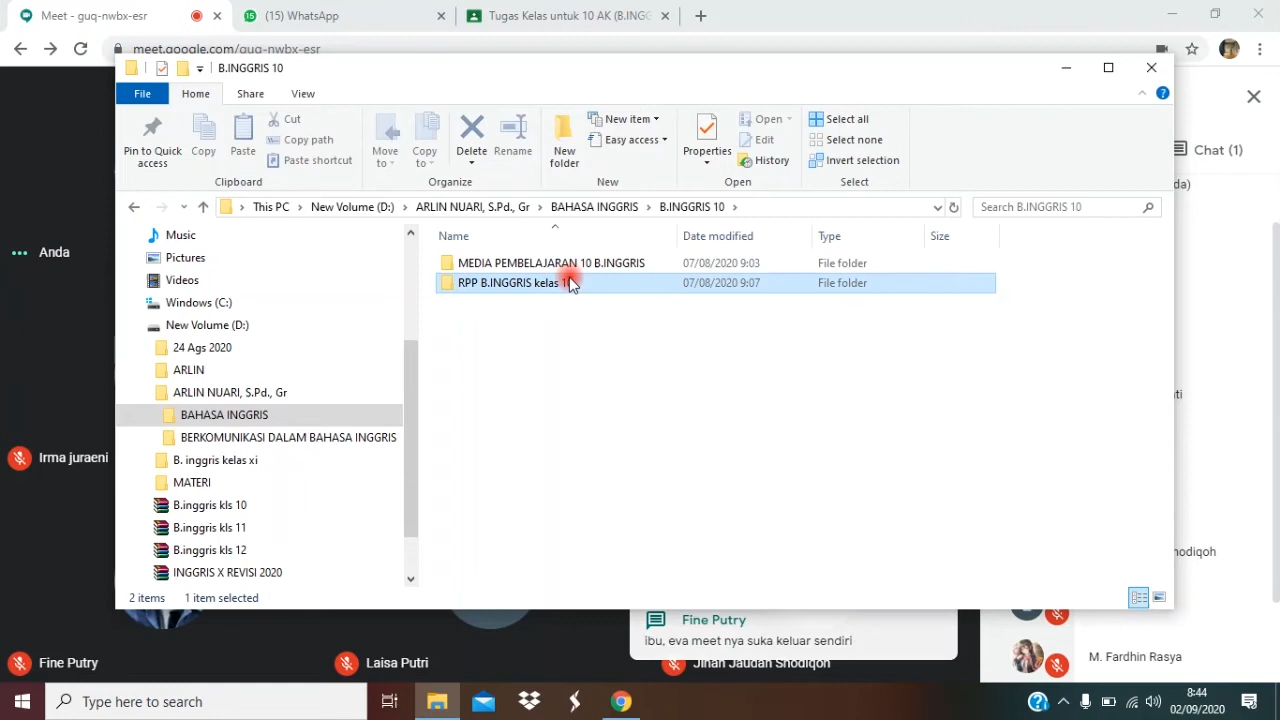 Meet - guq-nwbx-esr
(15) WhatsApp
Tugas Kelas untuk 10 AK (B.INGG
meet.google.com/guq-nwbx-esr
B.INGGRIS 10
File
Home
Share
View
Pin to Quick access
Copy
Paste
Cut
Copy path
Paste shortcut
Clipboard
Move to
Copy to
Delete
Rename
Organize
New folder
New item
Easy access
New
Properties
Open
Edit
History
Open
Select all
Select none
Invert selection
Select
Chat (1)
da)
This PC > New Volume (D:) > ARLIN NUARI, S.Pd., Gr > BAHASA INGGRIS > B.INGGRIS 10 >
Search B.INGGRIS 10
Name
Date modified
Type
Size
MEDIA PEMBELAJARAN 10 B.INGGRIS 07/08/2020 9:03 File folder
RPP B.INGGRIS kelas 07/08/2020 9:07 File folder
Music
Pictures
Videos
Windows (C:)
New Volume (D:)
24 Ags 2020
ARLIN
ARLIN NUARI, S.Pd., Gr
BAHASA INGGRIS
BERKOMUNIKASI DALAM BAHASA INGGRIS
B. inggris kelas xi
MATERI
B.inggris kls 10
B.inggris kls 11
B.inggris kls 12
INGGRIS X REVISI 2020
2 items
1 item selected
Anda
Irma juraeni
ti
hodiqoh
Fine Putry
ibu, eva meet nya suka keluar sendiri
Fine Putry
Laisa Putri
Jihan Jaudah Shodiqoh
M. Fardhin Rasya
Type here to search
8:44
02/09/2020